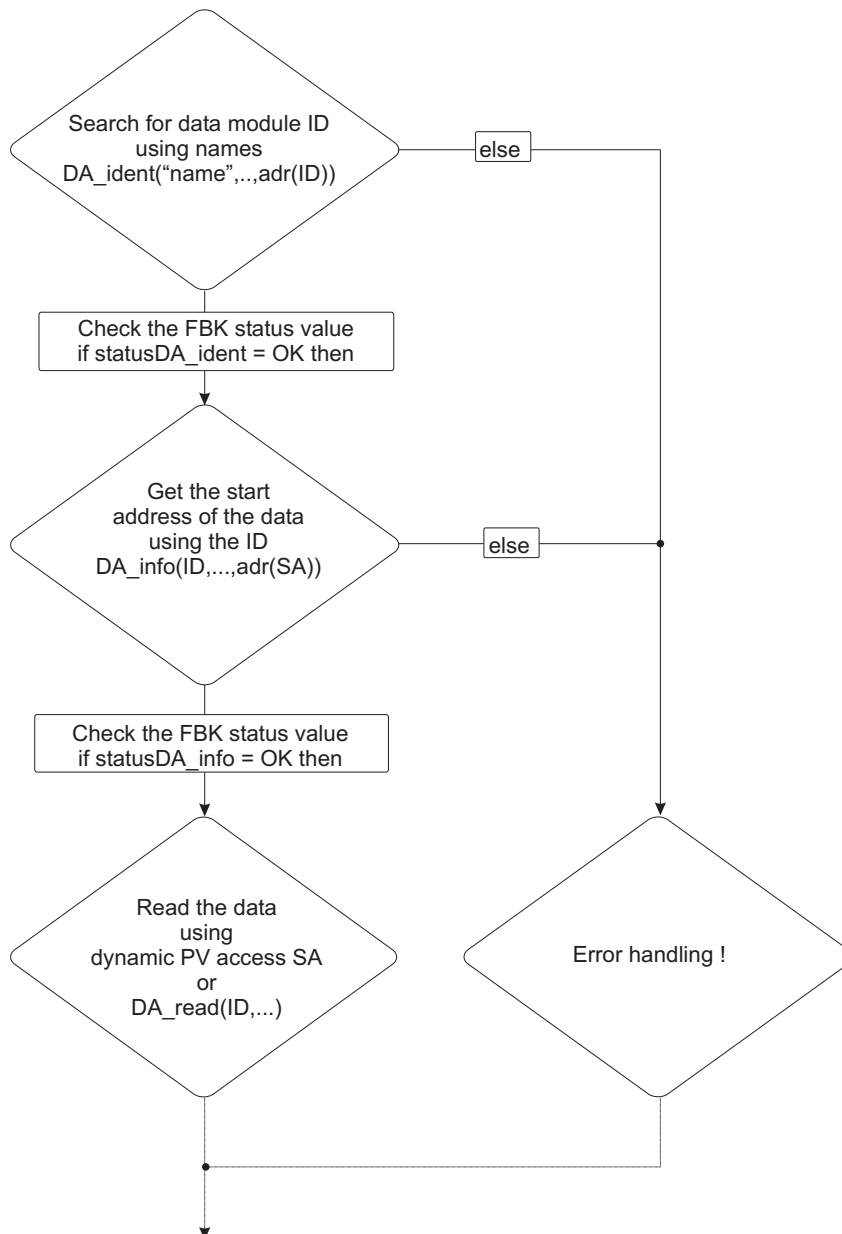 Search for data module ID
using names
DA_ident(“name”,..,adr(ID))
else
Check the FBK status value
if statusDA_ident = OK then
Get the start
address of the data
using the ID
DA_info(ID,...,adr(SA))
else
Check the FBK status value
if statusDA_info = OK then
Read the data
using
dynamic PV access SA
or
DA_read(ID,...)
Error handling !